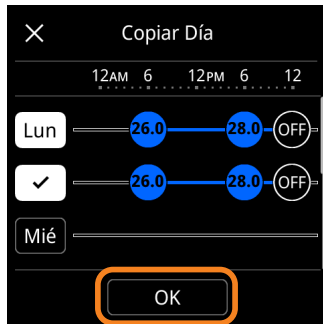 Copiar Día
12AM 6 12PM 6 12
Lun 26.0 28.0 OFF
26.0 28.0 OFF
Mié
OK